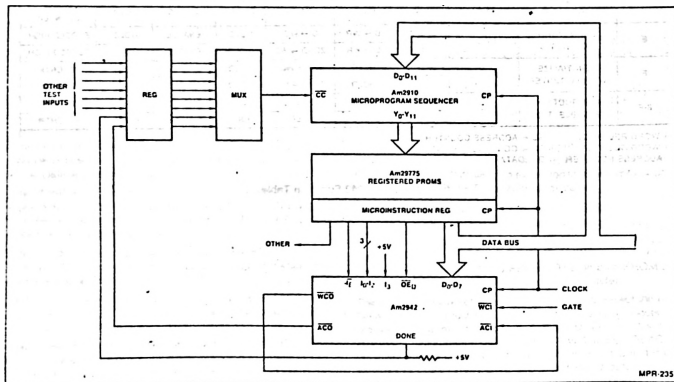 OTHER
TEST
INPUTS
REG
MUX
CC
D0-D11
Am2910
MICROPROGRAM SEQUENCER
Y0-Y11
CP
Am29775
REGISTERED PROMS
MICROINSTRUCTION REG
CP
OTHER
3
+5V
DATA BUS
I0-I2
I3
OEU
D0-D7
WCO
ACO
Am2942
DONE
CP
WCI
ACI
CLOCK
GATE
+5V
MPR-235